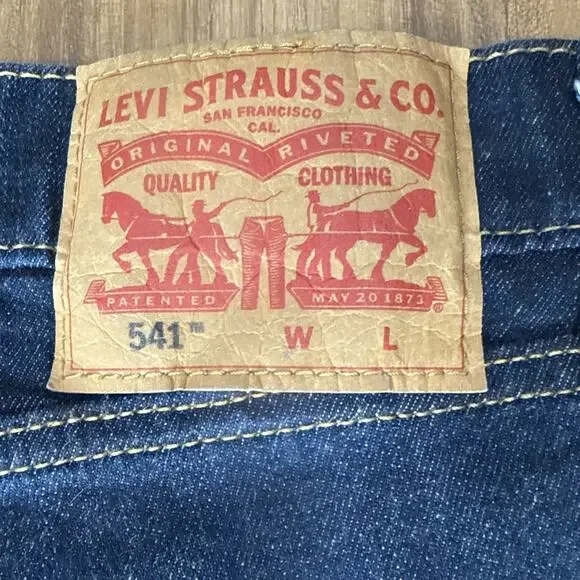 LEVI STRAUSS & CO.
SAN FRANCISCO
CAL.
ORIGINAL RIVETED
QUALITY CLOTHING
PATENTED MAY 20 1873
®
541™ W L